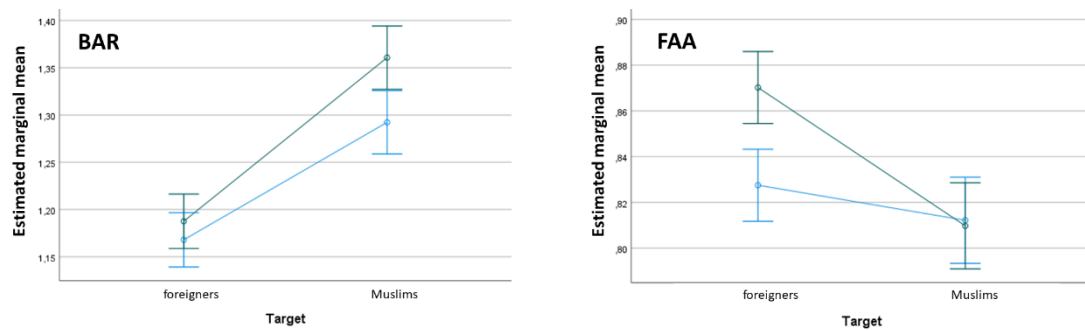 BAR
Estimated marginal mean
1,40
1,35
1,30
1,25
1,20
1,15
foreigners
Muslims
Target
FAA
Estimated marginal mean
,90
,88
,86
,84
,82
,80
foreigners
Muslims
Target